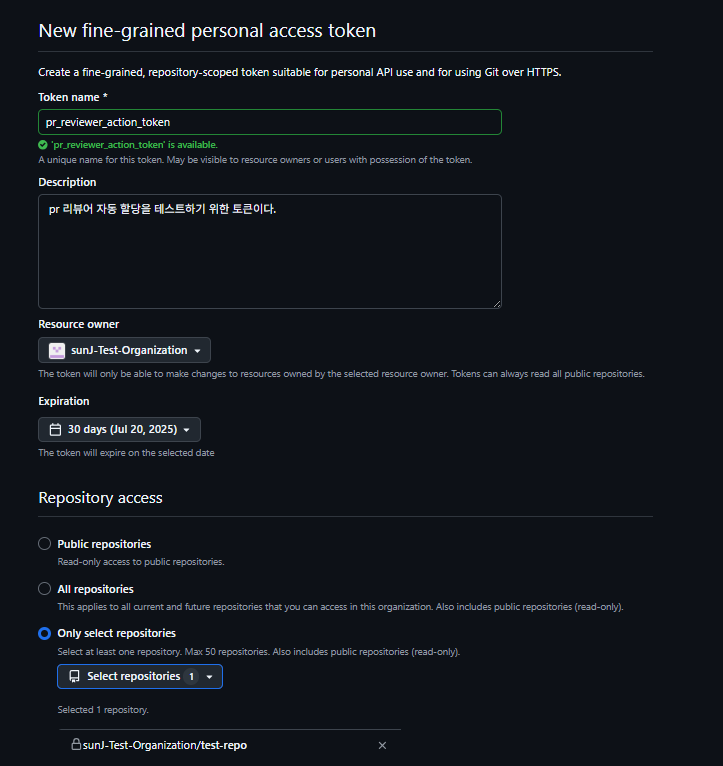 New fine-grained personal access token
Create a fine-grained, repository-scoped token suitable for personal API use and for using Git over HTTPS.
Token name *
pr_reviewer_action_token
'pr_reviewer_action_token' is available.
A unique name for this token. May be visible to resource owners or users with possession of the token.
Description
pr 리뷰어 자동 할당을 테스트하기 위한 토큰이다.
Resource owner
sunJ-Test-Organization
The token will only be able to make changes to resources owned by the selected resource owner. Tokens can always read all public repositories.
Expiration
30 days (Jul 20, 2025)
The token will expire on the selected date
Repository access
Public repositories
Read-only access to public repositories.
All repositories
This applies to all current and future repositories that you can access in this organization. Also includes public repositories (read-only).
Only select repositories
Select at least one repository. Max 50 repositories. Also includes public repositories (read-only).
Select repositories 1
Selected 1 repository.
sunJ-Test-Organization/test-repo